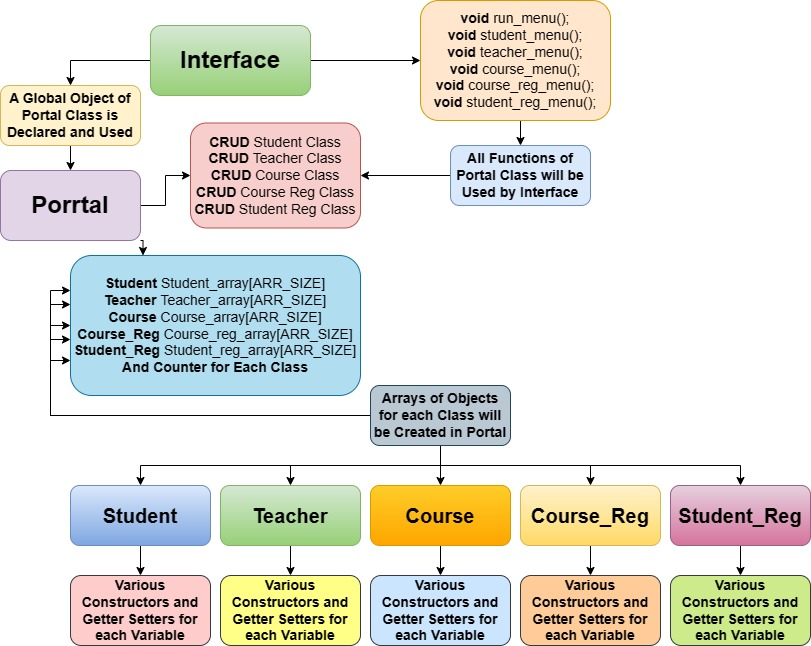 Interface
void run_menu();
void student_menu();
void teacher_menu();
void course_menu();
void course_reg_menu();
void student_reg_menu();
A Global Object of
Portal Class is
Declared and Used
CRUD Student Class
CRUD Teacher Class
CRUD Course Class
CRUD Course Reg Class
CRUD Student Reg Class
All Functions of
Portal Class will be
Used by Interface
Porrtal
Student Student_array[ARR_SIZE]
Teacher Teacher_array[ARR_SIZE]
Course Course_array[ARR_SIZE]
Course_Reg Course_reg_array[ARR_SIZE]
Student_Reg Student_reg_array[ARR_SIZE]
And Counter for Each Class
Arrays of Objects
for each Class will
be Created in Portal
Student
Teacher
Course
Course_Reg
Student_Reg
Various
Constructors and
Getter Setters for
each Variable
Various
Constructors and
Getter Setters for
each Variable
Various
Constructors and
Getter Setters for
each Variable
Various
Constructors and
Getter Setters for
each Variable
Various
Constructors and
Getter Setters for
each Variable